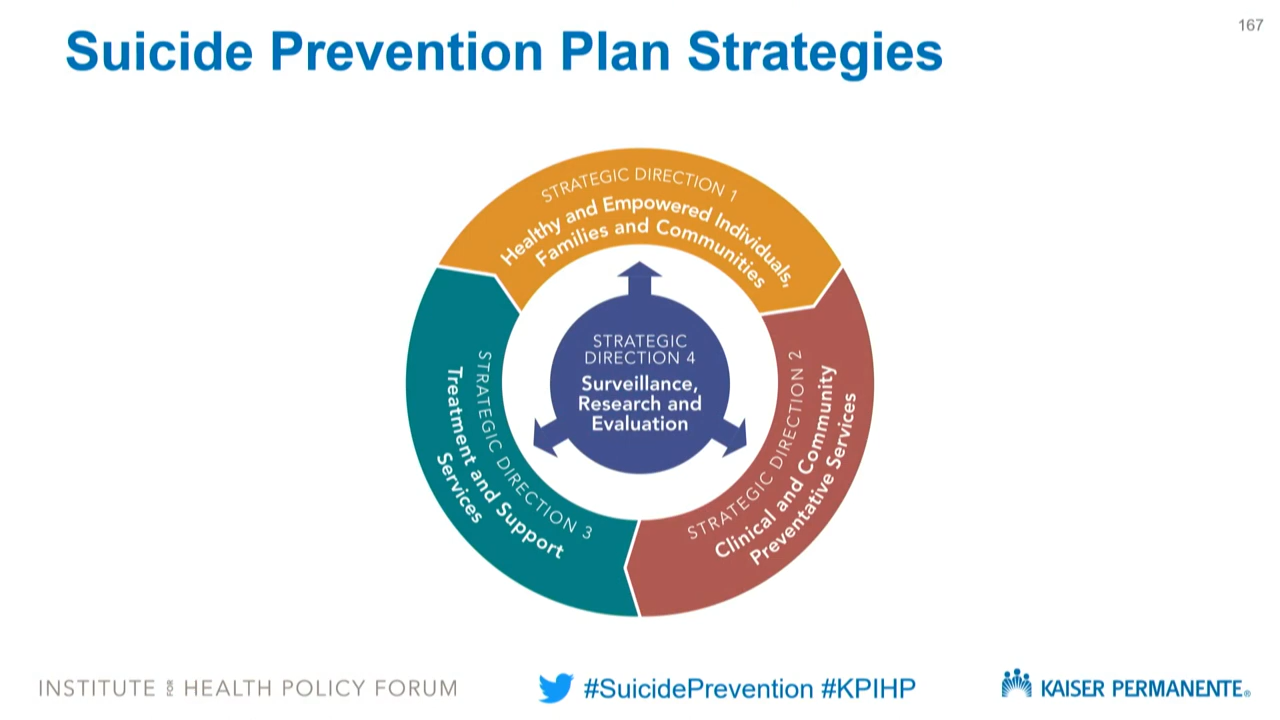 Suicide Prevention Plan Strategies
167
STRATEGIC DIRECTION 1
Healthy and Empowered Individuals,
Families and Communities
STRATEGIC
DIRECTION 4
Surveillance,
Research and
Evaluation
STRATEGIC DIRECTION 2
Clinical and Community
Preventative Services
STRATEGIC DIRECTION 3
Treatment and Support
Services
INSTITUTE FOR HEALTH POLICY FORUM
#SuicidePrevention #KPIHP
KAISER PERMANENTE®